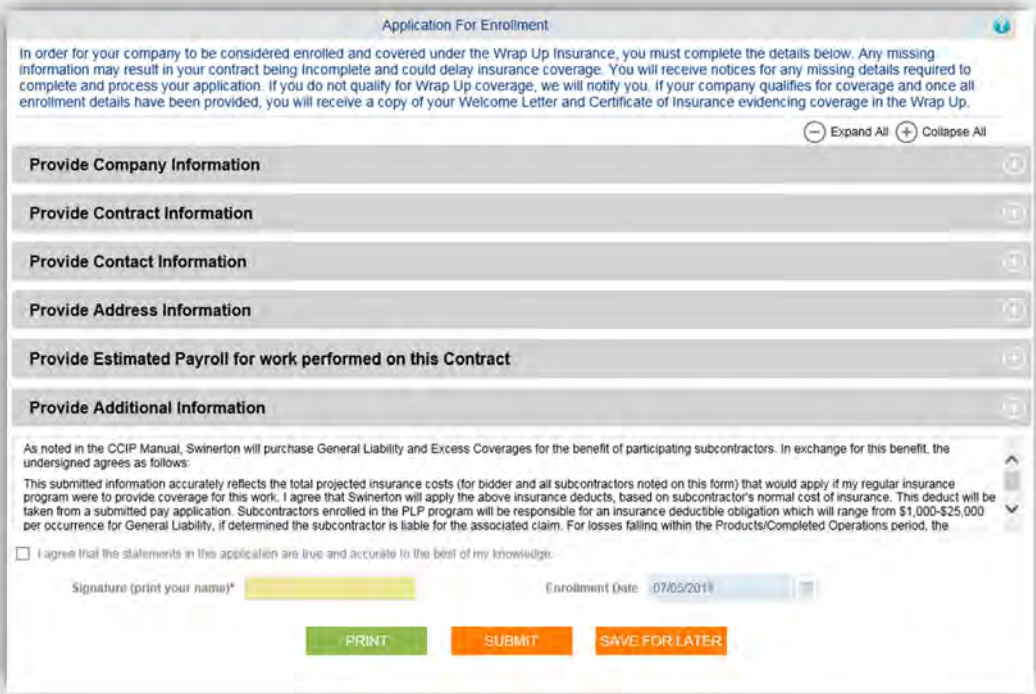 Application For Enrollment
In order for your company to be considered enrolled and covered under the Wrap Up Insurance, you must complete the details below. Any missing
information may result in your contract being Incomplete and could delay insurance coverage. You will receive notices for any missing details required to
complete and process your application. If you do not qualify for Wrap Up coverage, we will notify you. If your company qualifies for coverage and once all
enrollment details have been provided, you will receive a copy of your Welcome Letter and Certificate of Insurance evidencing coverage in the Wrap Up.
Expand All Collapse All
Provide Company Information
Provide Contract Information
Provide Contact Information
Provide Address Information
Provide Estimated Payroll for work performed on this Contract
Provide Additional Information
As noted in the CCIP Manual, Swinerton will purchase General Liability and Excess Coverages for the benefit of participating subcontractors. In exchange for this benefit, the
undersigned agrees as follows:
This submitted information accurately reflects the total projected insurance costs (for bidder and all subcontractors noted on this form) that would apply if my regular insurance
program were to provide coverage for this work. I agree that Swinerton will apply the above insurance deducts, based on subcontractor's normal cost of insurance. This deduct will be
taken from a submitted pay application. Subcontractors enrolled in the PLP program will be responsible for an insurance deductible obligation which will range from $1,000-$25,000
per occurrence for General Liability, if determined the subcontractor is liable for the associated claim. For losses falling within the Products/Completed Operations period, the
I agree that the statements in this application are true and accurate to the best of my knowledge.
Signature (print your name)* Enrollment Date 07/05/2018
PRINT SUBMIT SAVE FOR LATER